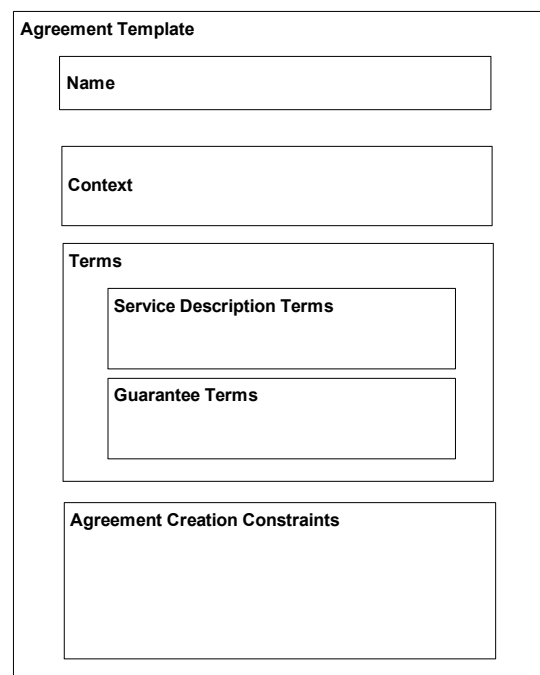 Agreement Template
Name
Context
Terms
Service Description Terms
Guarantee Terms
Agreement Creation Constraints